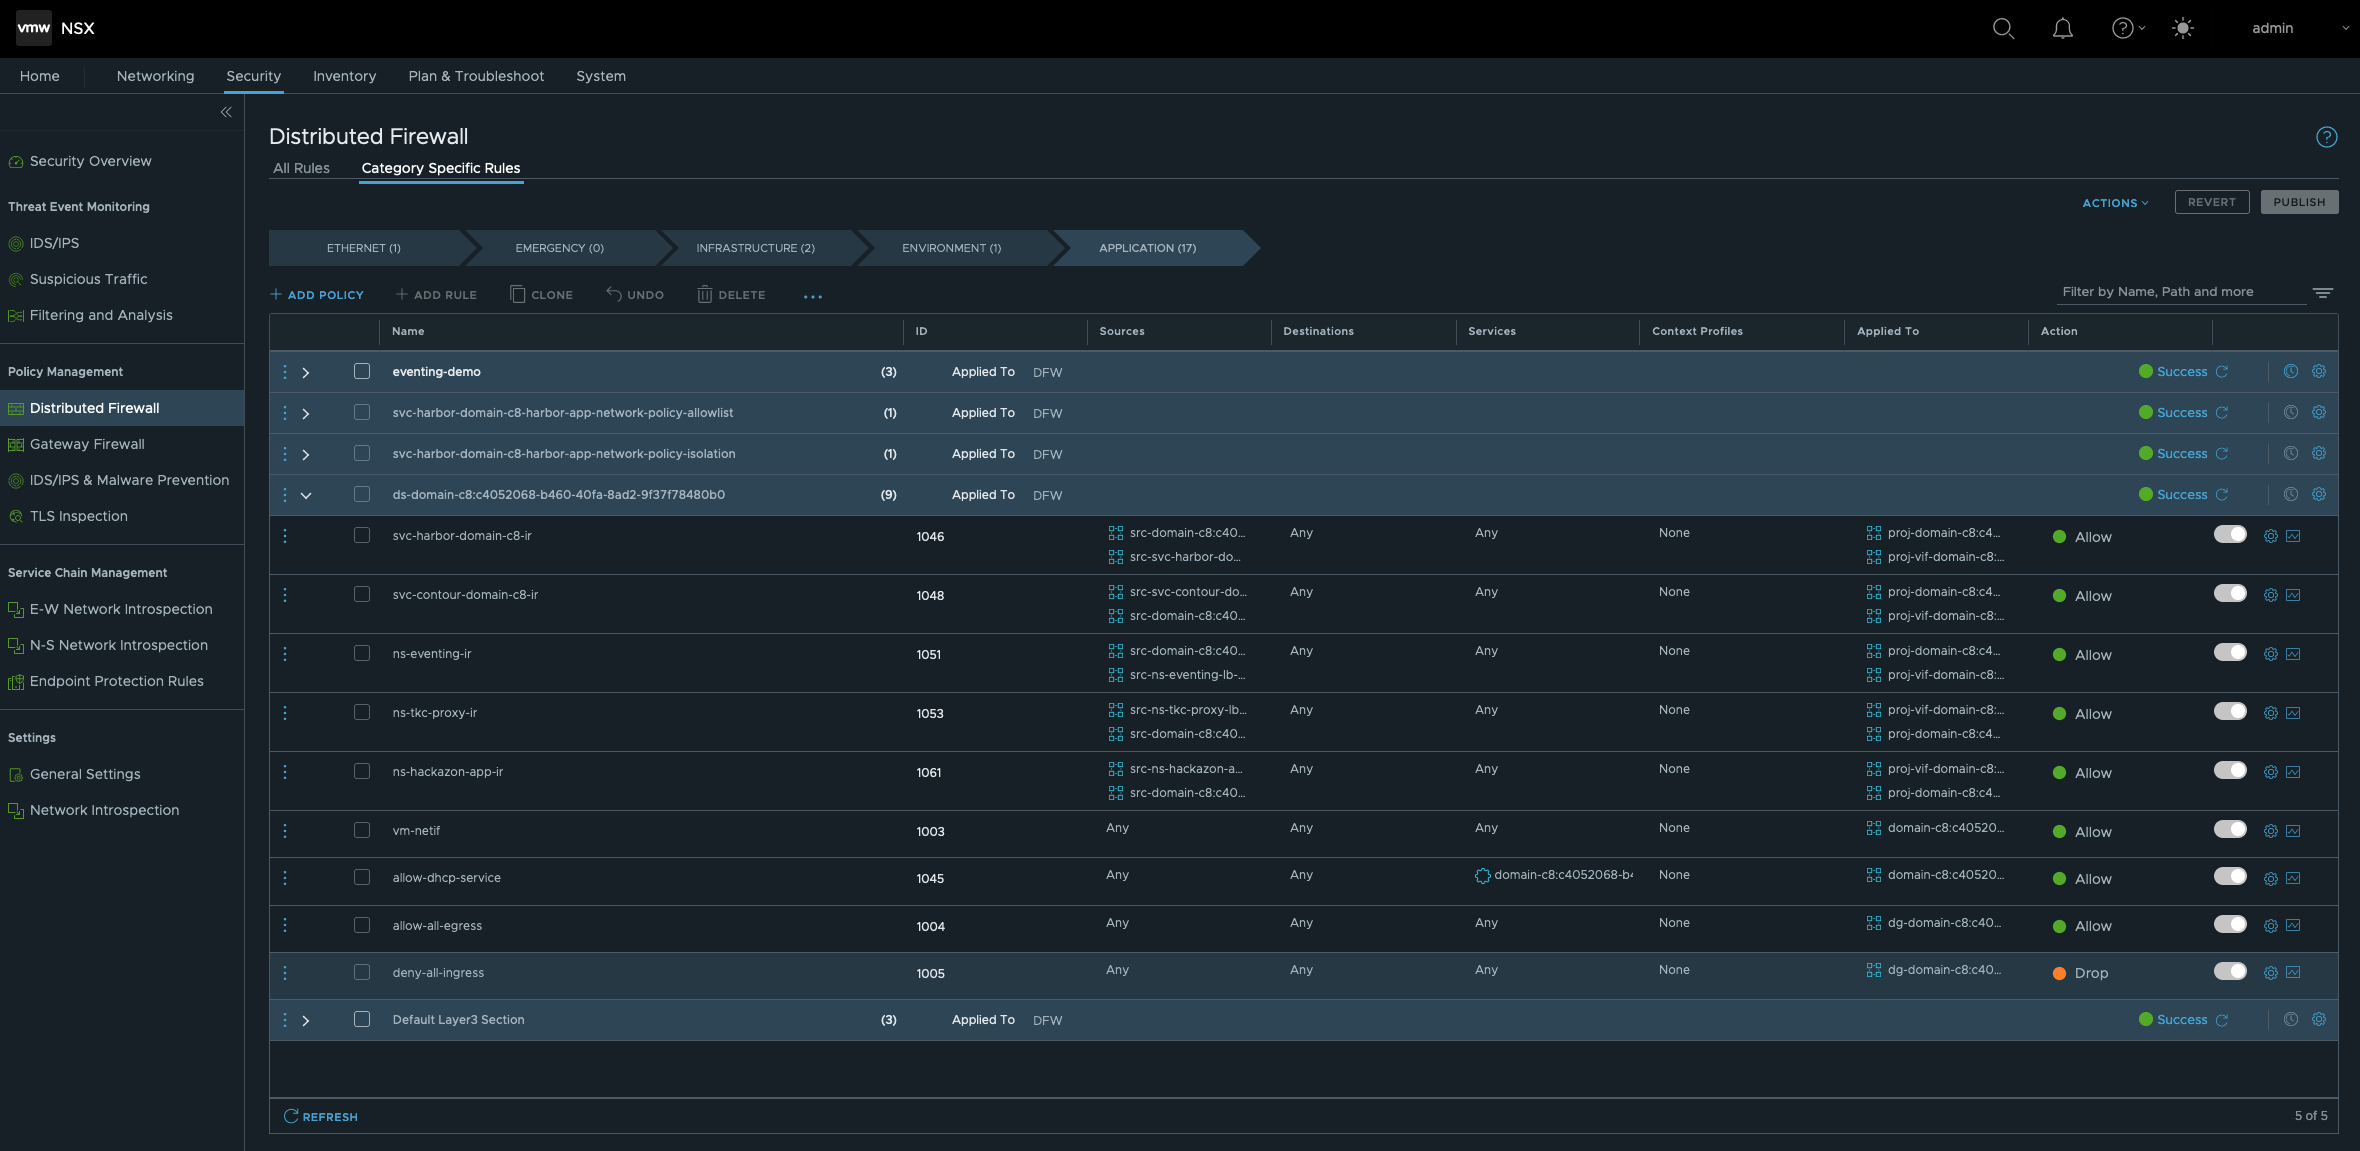 vmw NSX
admin
Home Networking Security Inventory Plan & Troubleshoot System
Security Overview
Threat Event Monitoring
IDS/IPS
Suspicious Traffic
Filtering and Analysis
Policy Management
Distributed Firewall
Gateway Firewall
IDS/IPS & Malware Prevention
TLS Inspection
Service Chain Management
E-W Network Introspection
N-S Network Introspection
Endpoint Protection Rules
Settings
General Settings
Network Introspection
Distributed Firewall
All Rules Category Specific Rules
ACTIONS REVERT PUBLISH
ETHERNET (1) EMERGENCY (0) INFRASTRUCTURE (2) ENVIRONMENT (1) APPLICATION (17)
+ ADD POLICY + ADD RULE CLONE UNDO DELETE ... Filter by Name, Path and more
Name ID Sources Destinations Services Context Profiles Applied To Action
eventing-demo (3) Applied To DFW Success
svc-harbor-domain-c8-harbor-app-network-policy-allowlist (1) Applied To DFW Success
svc-harbor-domain-c8-harbor-app-network-policy-isolation (1) Applied To DFW Success
ds-domain-c8:c4052068-b460-40fa-8ad2-9f37f78480b0 (9) Applied To DFW Success
svc-harbor-domain-c8-ir 1046 src-domain-c8:c40... Any Any None proj-domain-c8:c4... Allow
src-svc-harbor-do... proj-vif-domain-c8:...
svc-contour-domain-c8-ir 1048 src-svc-contour-do... Any Any None proj-domain-c8:c4... Allow
src-domain-c8:c40... proj-vif-domain-c8:...
ns-eventing-ir 1051 src-domain-c8:c40... Any Any None proj-domain-c8:c4... Allow
src-ns-eventing-lb-... proj-vif-domain-c8:...
ns-tkc-proxy-ir 1053 src-ns-tkc-proxy-lb... Any Any None proj-vif-domain-c8:... Allow
src-domain-c8:c40... proj-domain-c8:c4...
ns-hackazon-app-ir 1061 src-ns-hackazon-a... Any Any None proj-vif-domain-c8:... Allow
src-domain-c8:c40... proj-domain-c8:c4...
vm-netif 1003 Any Any Any None domain-c8:c40520... Allow
allow-dhcp-service 1045 Any Any domain-c8:c4052068-b4 None domain-c8:c40520... Allow
allow-all-egress 1004 Any Any Any None dg-domain-c8:c40... Allow
deny-all-ingress 1005 Any Any Any None dg-domain-c8:c40... Drop
Default Layer3 Section (3) Applied To DFW Success
REFRESH 5 of 5